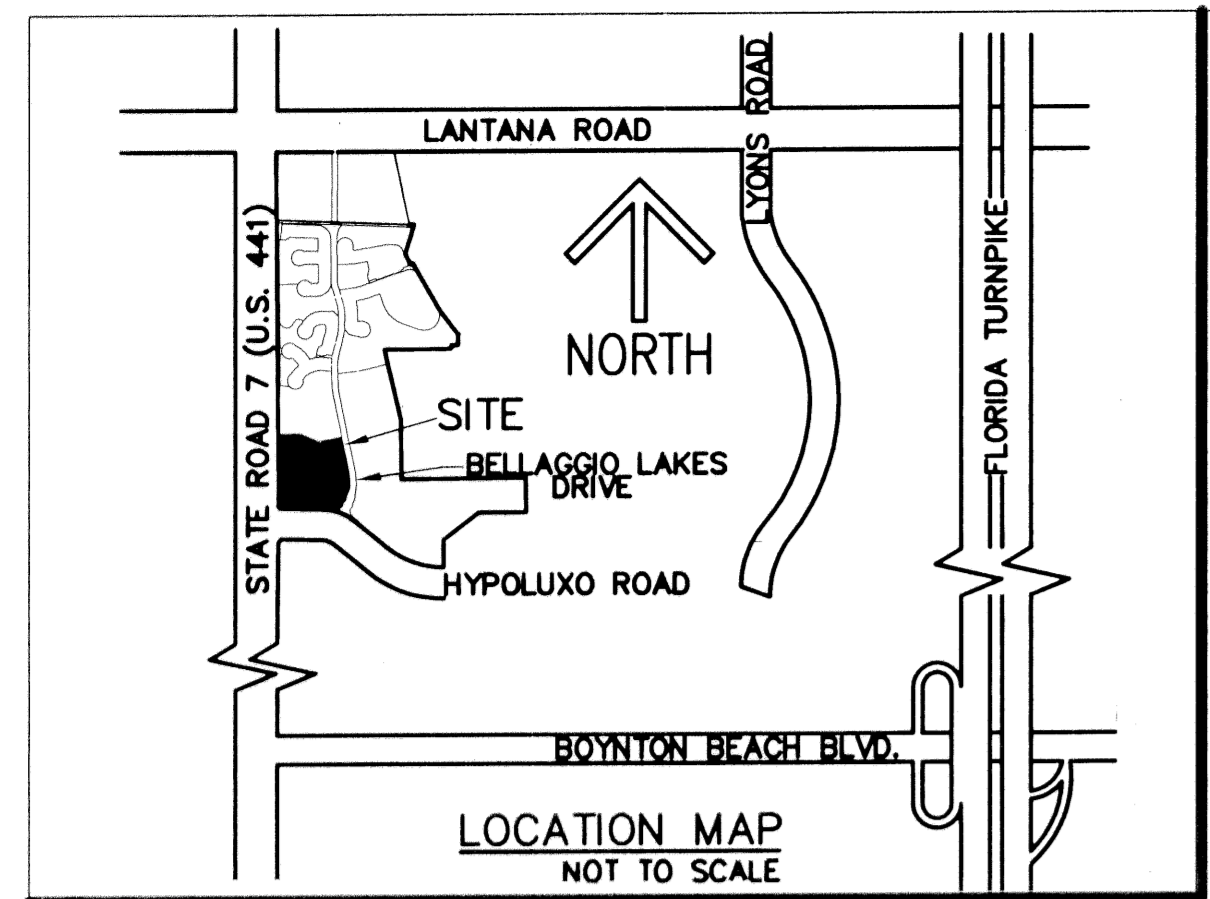 LANTANA ROAD
LYONS ROAD
STATE ROAD 7 (U.S. 441)
FLORIDA TURNPIKE
NORTH
SITE
BELLAGGIO LAKES
DRIVE
HYPOLUXO ROAD
BOYNTON BEACH BLVD.
LOCATION MAP
NOT TO SCALE